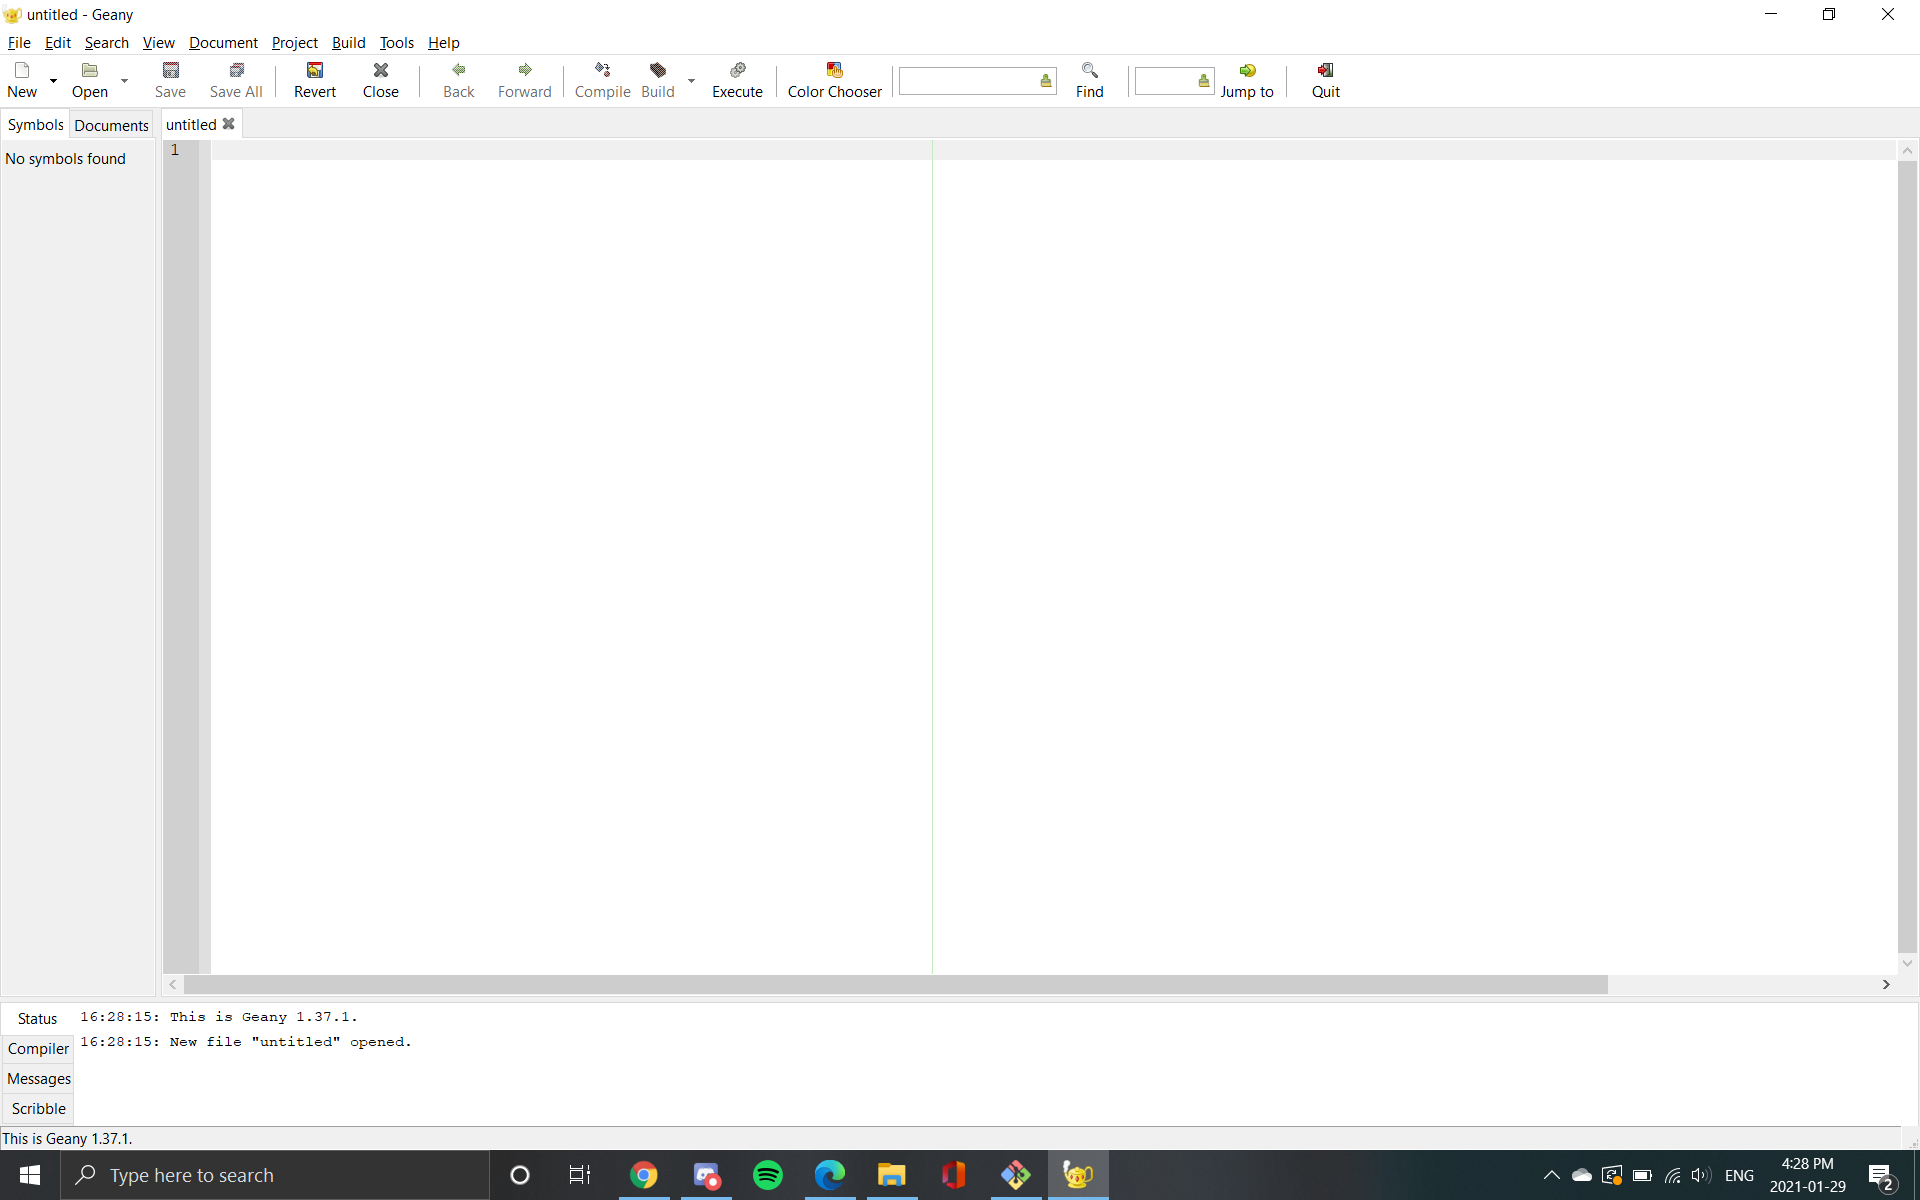 untitled - Geany
File Edit Search View Document Project Build Tools Help
New Open Save Save All Revert Close Back Forward Compile Build Execute Color Chooser Find Jump to Quit
Symbols Documents untitled
No symbols found
1
Status
16:28:15: This is Geany 1.37.1.
Compiler
16:28:15: New file "untitled" opened.
Messages
Scribble
This is Geany 1.37.1.
Type here to search
ENG
4:28 PM
2021-01-29
2